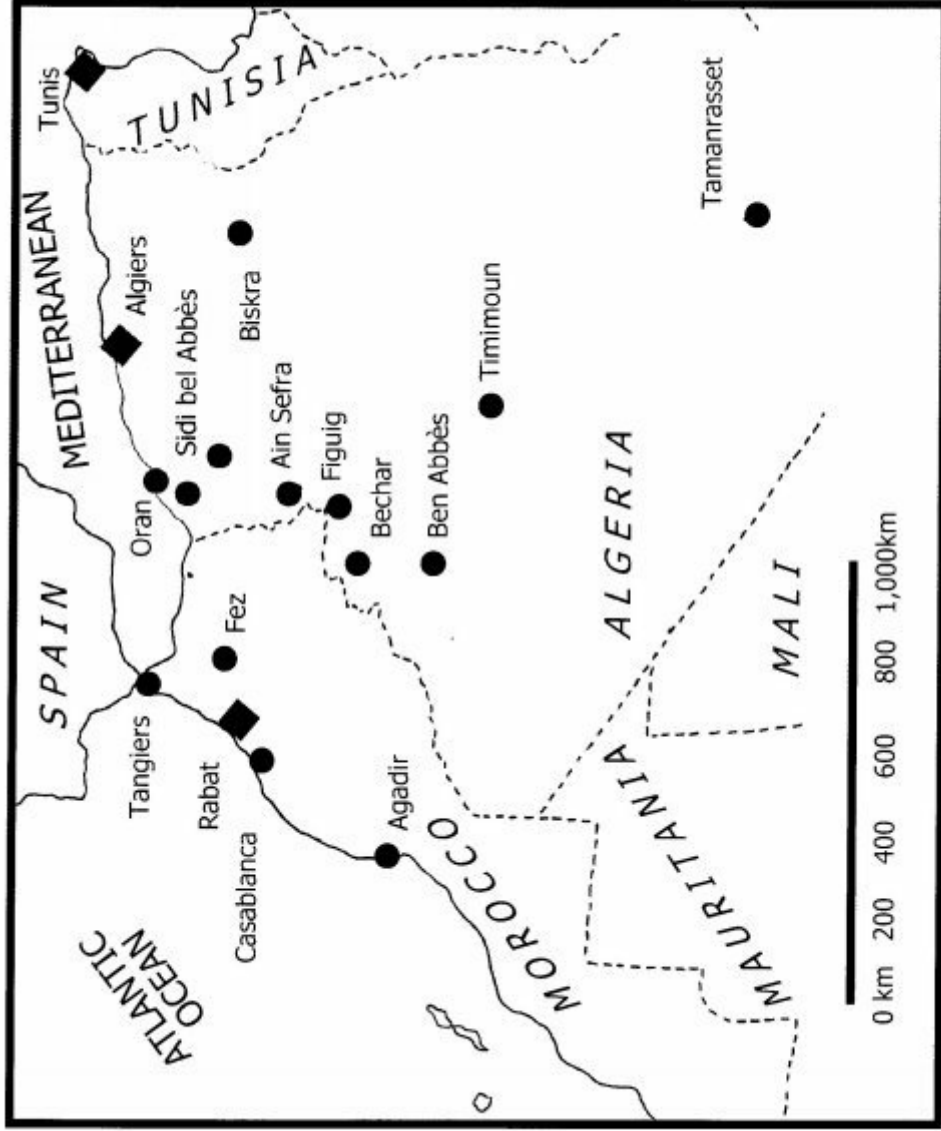 SPAIN
MEDITERRANEAN
Tunis
TUNISIA
Algiers
Oran
Sidi bel Abbès
Biskra
Tangiers
Fez
Rabat
Casablanca
Ain Sefra
Figuig
Bechar
Ben Abbès
Timimoun
Tamanrasset
ATLANTIC
OCEAN
Agadir
MOROCCO
ALGERIA
MAURITANIA
MALI
0 km 200 400 600 800 1,000km